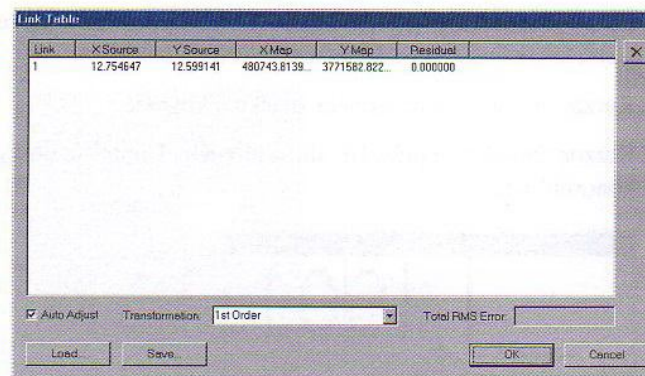 Link Table
Link X Source Y Source X Map Y Map Residual
1 12.754647 12.599141 480743.8139... 3771582.822... 0.000000
Auto Adjust Transformation: 1st Order Total RMS Error:
Load... Save... OK Cancel